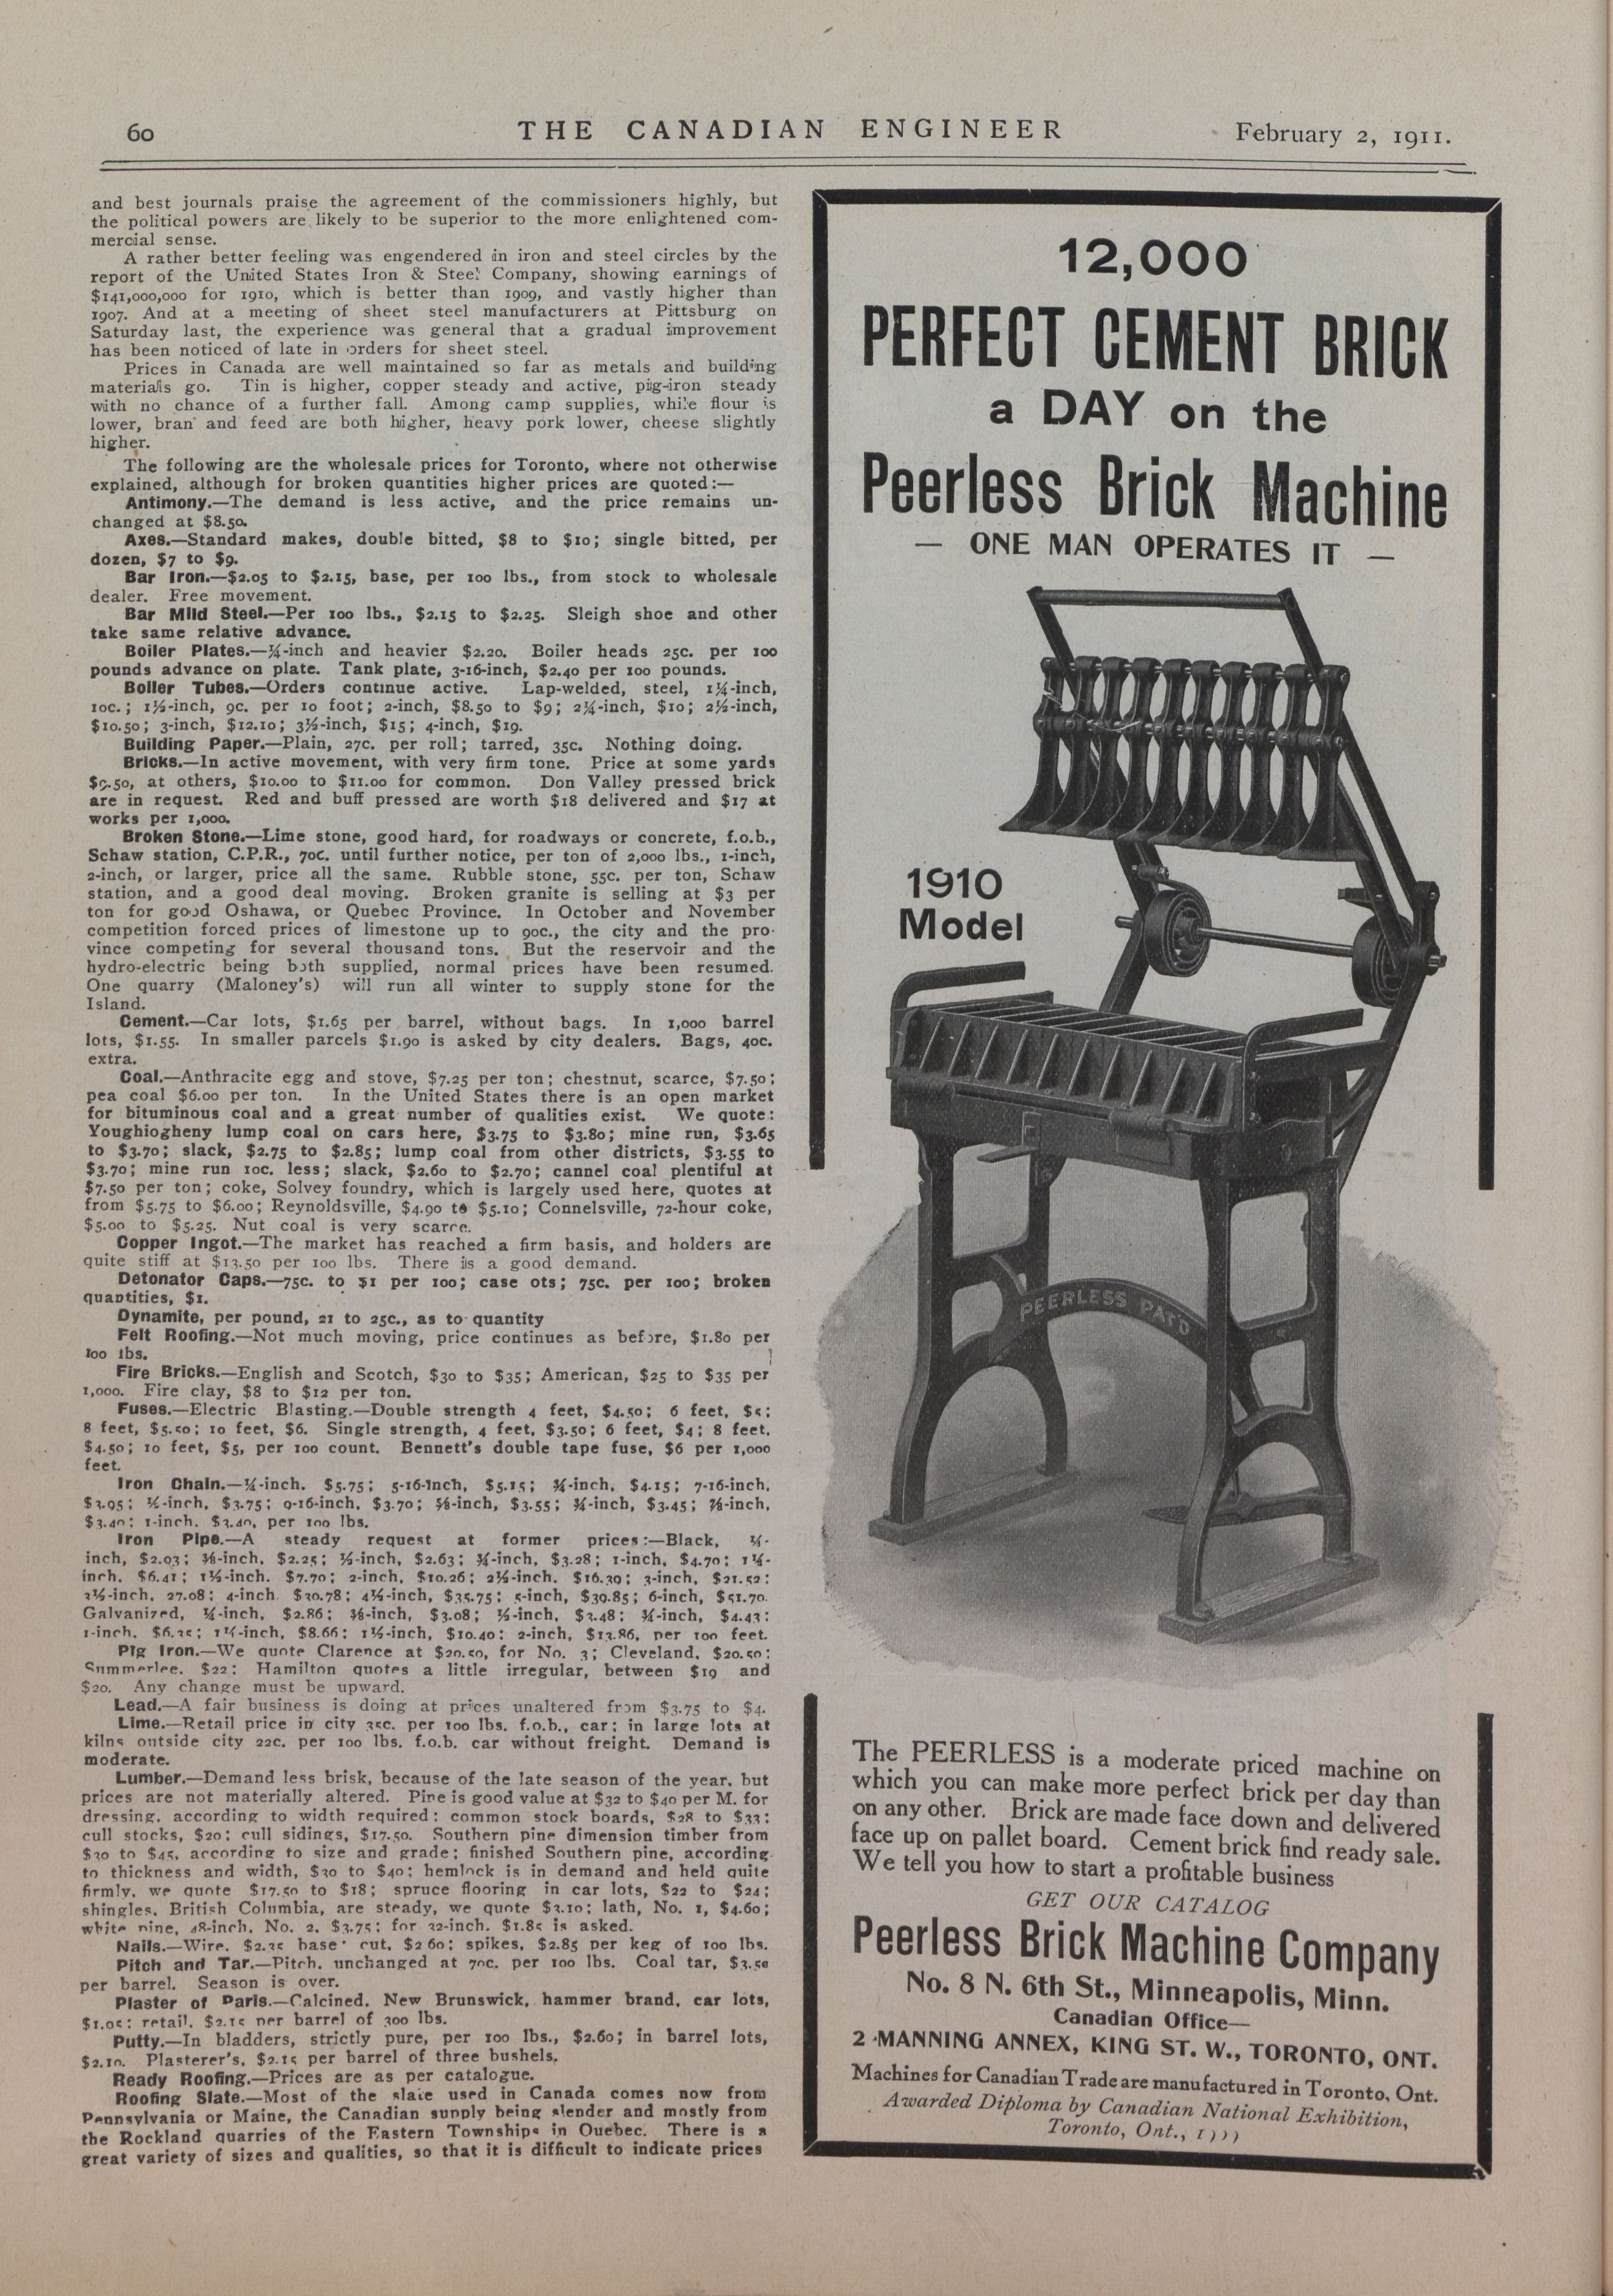 60
THE CANADIAN ENGINEER
February 2, 1911.
and best journals praise the agreement of the commissioners highly, but
the political powers are likely to be superior to the more enlightened com-
mercial sense.
A rather better feeling was engendered in iron and steel circles by the
report of the United States Iron & Steel Company, showing earnings of
$141,000,000 for 1910, which is better than 1909, and vastly higher than
1907. And at a meeting of sheet steel manufacturers at Pittsburg on
Saturday last, the experience was general that a gradual improvement
has been noticed of late in orders for sheet steel.
Prices in Canada are well maintained so far as metals and building
materials go. Tin is higher, copper steady and active, pig-iron steady
with no chance of a further fall. Among camp supplies, while flour is
lower, bran and feed are both higher, heavy pork lower, cheese slightly
higher.
The following are the wholesale prices for Toronto, where not otherwise
explained, although for broken quantities higher prices are quoted:—
Antimony.—The demand is less active, and the price remains un-
changed at $8.50.
Axes.—Standard makes, double bitted, $8 to $10; single bitted, per
dozen, $7 to $9.
Bar Iron.—$2.05 to $2.15, base, per 100 lbs., from stock to wholesale
dealer. Free movement.
Bar Mild Steel.—Per 100 lbs., $2.15 to $2.25. Sleigh shoe and other
take same relative advance.
Boiler Plates.—¼-inch and heavier $2.20. Boiler heads 25c. per 100
pounds advance on plate. Tank plate, 3-16-inch, $2.40 per 100 pounds.
Boiler Tubes.—Orders continue active. Lap-welded, steel, 1¼-inch,
10c.; 1½-inch, 9c. per 10 foot; 2-inch, $8.50 to $9; 2¼-inch, $10; 2½-inch,
$10.50; 3-inch, $12.10; 3½-inch, $15; 4-inch, $19.
Building Paper.—Plain, 27c. per roll; tarred, 35c. Nothing doing.
Bricks.—In active movement, with very firm tone. Price at some yards
$9.50, at others, $10.00 to $11.00 for common. Don Valley pressed brick
are in request. Red and buff pressed are worth $18 delivered and $17 at
works per 1,000.
Broken Stone.—Lime stone, good hard, for roadways or concrete, f.o.b.,
Schaw station, C.P.R., 70c. until further notice, per ton of 2,000 lbs., 1-inch,
2-inch, or larger, price all the same. Rubble stone, 55c. per ton, Schaw
station, and a good deal moving. Broken granite is selling at $3 per
ton for good Oshawa, or Quebec Province. In October and November
competition forced prices of limestone up to 90c., the city and the pro-
vince competing for several thousand tons. But the reservoir and the
hydro-electric being both supplied, normal prices have been resumed.
One quarry (Maloney's) will run all winter to supply stone for the
Island.
Cement.—Car lots, $1.65 per barrel, without bags. In 1,000 barrel
lots, $1.55. In smaller parcels $1.90 is asked by city dealers. Bags, 40c.
extra.
Coal.—Anthracite egg and stove, $7.25 per ton; chestnut, scarce, $7.50;
pea coal $6.00 per ton. In the United States there is an open market
for bituminous coal and a great number of qualities exist. We quote:
Youghiogheny lump coal on cars here, $3.75 to $3.80; mine run, $3.65
to $3.70; slack, $2.75 to $2.85; lump coal from other districts, $3.55 to
$3.70; mine run 10c. less; slack, $2.60 to $2.70; cannel coal plentiful at
$7.50 per ton; coke, Solvey foundry, which is largely used here, quotes at
from $5.75 to $6.00; Reynoldsville, $4.90 to $5.10; Connelsville, 72-hour coke,
$5.00 to $5.25. Nut coal is very scarce.
Copper Ingot.—The market has reached a firm basis, and holders are
quite stiff at $13.50 per 100 lbs. There is a good demand.
Detonator Caps.—75c. to $1 per 100; case ots; 75c. per 100; broken
quantities, $1.
Dynamite, per pound, 21 to 25c., as to quantity
Felt Roofing.—Not much moving, price continues as before, $1.80 per
100 lbs.
Fire Bricks.—English and Scotch, $30 to $35; American, $25 to $35 per
1,000. Fire clay, $8 to $12 per ton.
Fuses.—Electric Blasting.—Double strength 4 feet, $4.50; 6 feet, $5;
8 feet, $5.50; 10 feet, $6. Single strength, 4 feet, $3.50; 6 feet, $4; 8 feet,
$4.50; 10 feet, $5, per 100 count. Bennett's double tape fuse, $6 per 1,000
feet.
Iron Chain.—¼-inch, $5.75; 5-16-inch, $5.15; ⅜-inch, $4.15; 7-16-inch,
$3.95; ½-inch, $3.75; 9-16-inch, $3.70; ⅝-inch, $3.55; ¾-inch, $3.45; ⅞-inch,
$3.40; 1-inch, $3.40, per 100 lbs.
Iron Pipe.—A steady request at former prices:—Black, ¼-
inch, $2.03; ⅜-inch, $2.25; ½-inch, $2.63; ¾-inch, $3.28; 1-inch, $4.70; 1¼-
inch, $6.41; 1½-inch, $7.70; 2-inch, $10.26; 2½-inch, $16.39; 3-inch, $21.52;
3½-inch, 27.08; 4-inch, $30.78; 4½-inch, $35.75; 5-inch, $39.85; 6-inch, $51.70.
Galvanized, ¼-inch, $2.86; ⅜-inch, $3.08; ½-inch, $3.48; ¾-inch, $4.43;
1-inch, $6.35; 1¼-inch, $8.66; 1½-inch, $10.40; 2-inch, $13.86, per 100 feet.
Pig Iron.—We quote Clarence at $20.50, for No. 3; Cleveland, $20.50;
Summerlee, $22; Hamilton quotes a little irregular, between $19 and
$20. Any change must be upward.
Lead.—A fair business is doing at prices unaltered from $3.75 to $4.
Lime.—Retail price in city 35c. per 100 lbs. f.o.b., car; in large lots at
kilns outside city 22c. per 100 lbs. f.o.b. car without freight. Demand is
moderate.
Lumber.—Demand less brisk, because of the late season of the year, but
prices are not materially altered. Pine is good value at $32 to $40 per M. for
dressing, according to width required; common stock boards, $28 to $33;
cull stocks, $20; cull sidings, $17.50. Southern pine dimension timber from
$30 to $45, according to size and grade; finished Southern pine, according
to thickness and width, $30 to $40; hemlock is in demand and held quite
firmly, we quote $17.50 to $18; spruce flooring in car lots, $22 to $24;
shingles, British Columbia, are steady, we quote $3.10; lath, No. 1, $4.60;
white pine, 48-inch, No. 2, $3.75; for 32-inch, $1.85 is asked.
Nails.—Wire, $2.35 base; cut, $2 60; spikes, $2.85 per keg of 100 lbs.
Pitch and Tar.—Pitch, unchanged at 70c. per 100 lbs. Coal tar, $3.50
per barrel. Season is over.
Plaster of Paris.—Calcined, New Brunswick, hammer brand, car lots,
$1.95; retail, $2.15 per barrel of 300 lbs.
Putty.—In bladders, strictly pure, per 100 lbs., $2.60; in barrel lots,
$2.10. Plasterer's, $2.15 per barrel of three bushels.
Ready Roofing.—Prices are as per catalogue.
Roofing Slate.—Most of the slate used in Canada comes now from
Pennsylvania or Maine, the Canadian supply being slender and mostly from
the Rockland quarries of the Eastern Townships in Quebec. There is a
great variety of sizes and qualities, so that it is difficult to indicate prices
12,000
PERFECT CEMENT BRICK
a DAY on the
Peerless Brick Machine
— ONE MAN OPERATES IT —
1910
Model
PEERLESS PAT'D
The PEERLESS is a moderate priced machine on
which you can make more perfect brick per day than
on any other. Brick are made face down and delivered
face up on pallet board. Cement brick find ready sale.
We tell you how to start a profitable business
GET OUR CATALOG
Peerless Brick Machine Company
No. 8 N. 6th St., Minneapolis, Minn.
Canadian Office—
2 MANNING ANNEX, KING ST. W., TORONTO, ONT.
Machines for Canadian Trade are manufactured in Toronto, Ont.
Awarded Diploma by Canadian National Exhibition,
Toronto, Ont.,